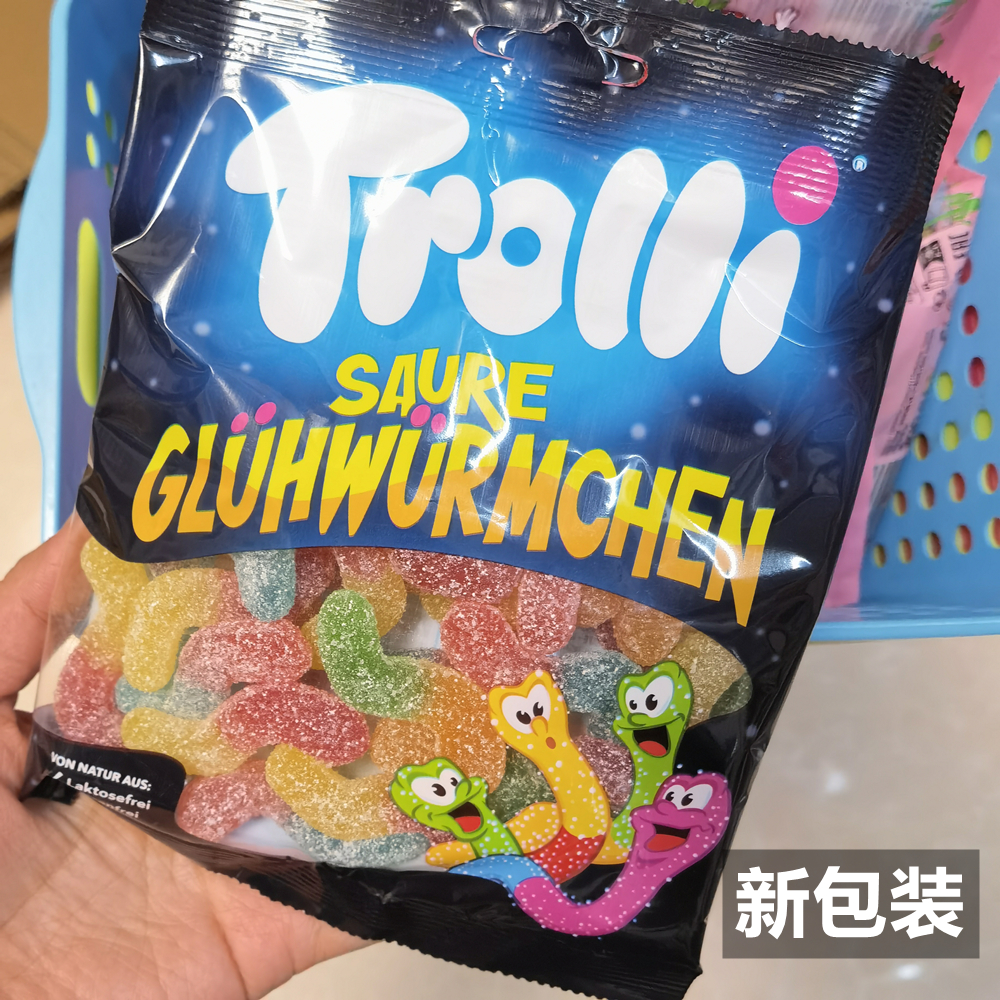 Trolli®
SAURE
GLÜHWÜRMCHEN
VON NATUR AUS:
Laktosefrei
新包装